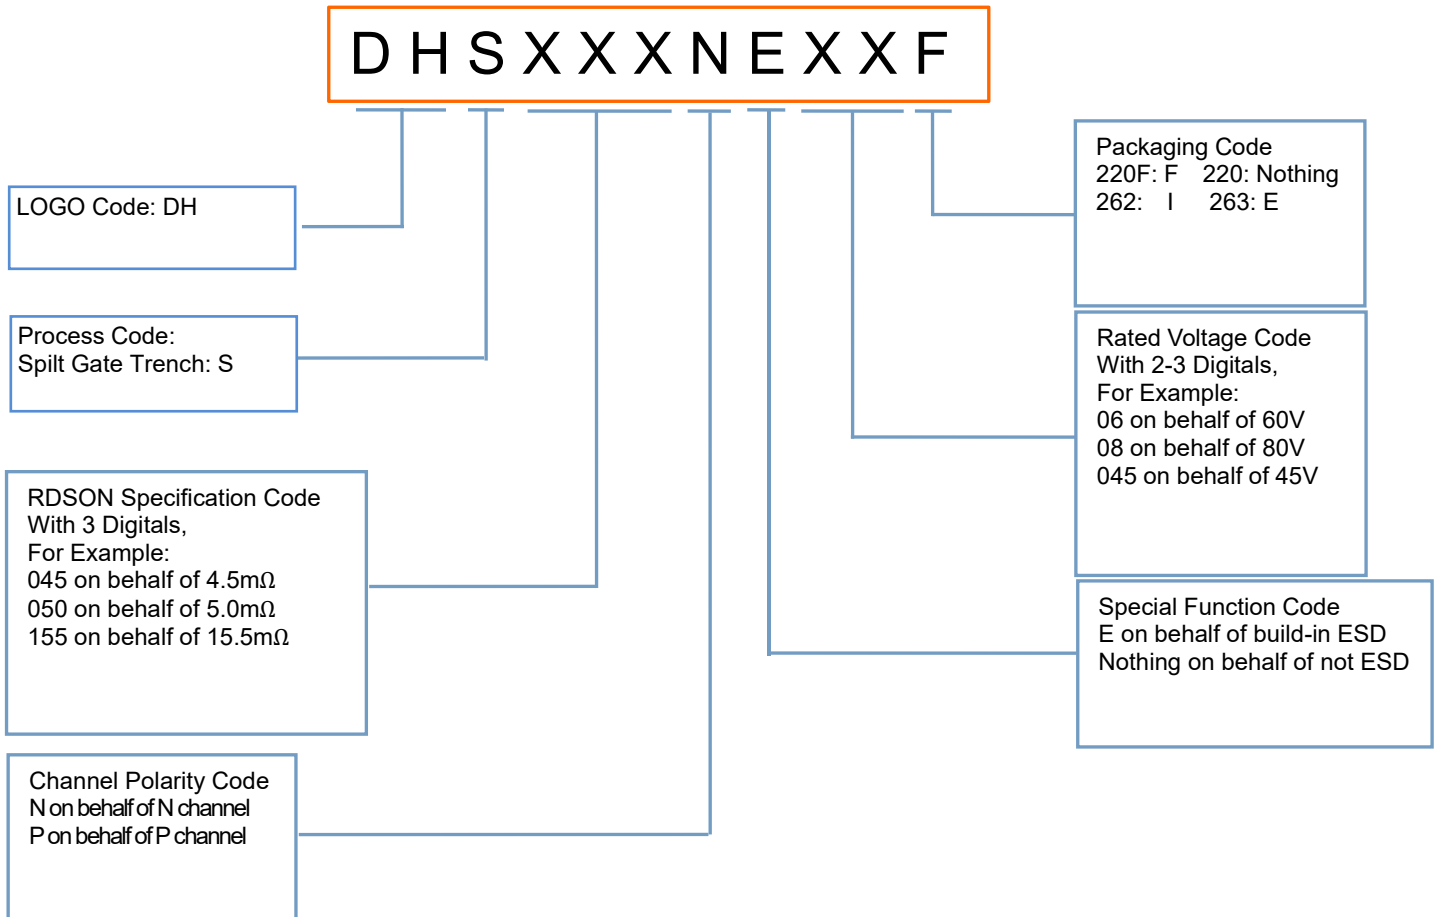 D H S X X X N E X X F
LOGO Code: DH
Process Code:
Spilt Gate Trench: S
RDSON Specification Code
With 3 Digitals,
For Example:
045 on behalf of 4.5mΩ
050 on behalf of 5.0mΩ
155 on behalf of 15.5mΩ
Channel Polarity Code
N on behalf of N channel
P on behalf of P channel
Packaging Code
220F: F 220: Nothing
262: I 263: E
Rated Voltage Code
With 2-3 Digitals,
For Example:
06 on behalf of 60V
08 on behalf of 80V
045 on behalf of 45V
Special Function Code
E on behalf of build-in ESD
Nothing on behalf of not ESD